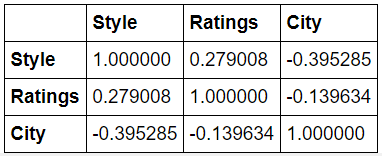 Style Ratings City
Style 1.000000 0.279008 -0.395285
Ratings 0.279008 1.000000 -0.139634
City -0.395285 -0.139634 1.000000